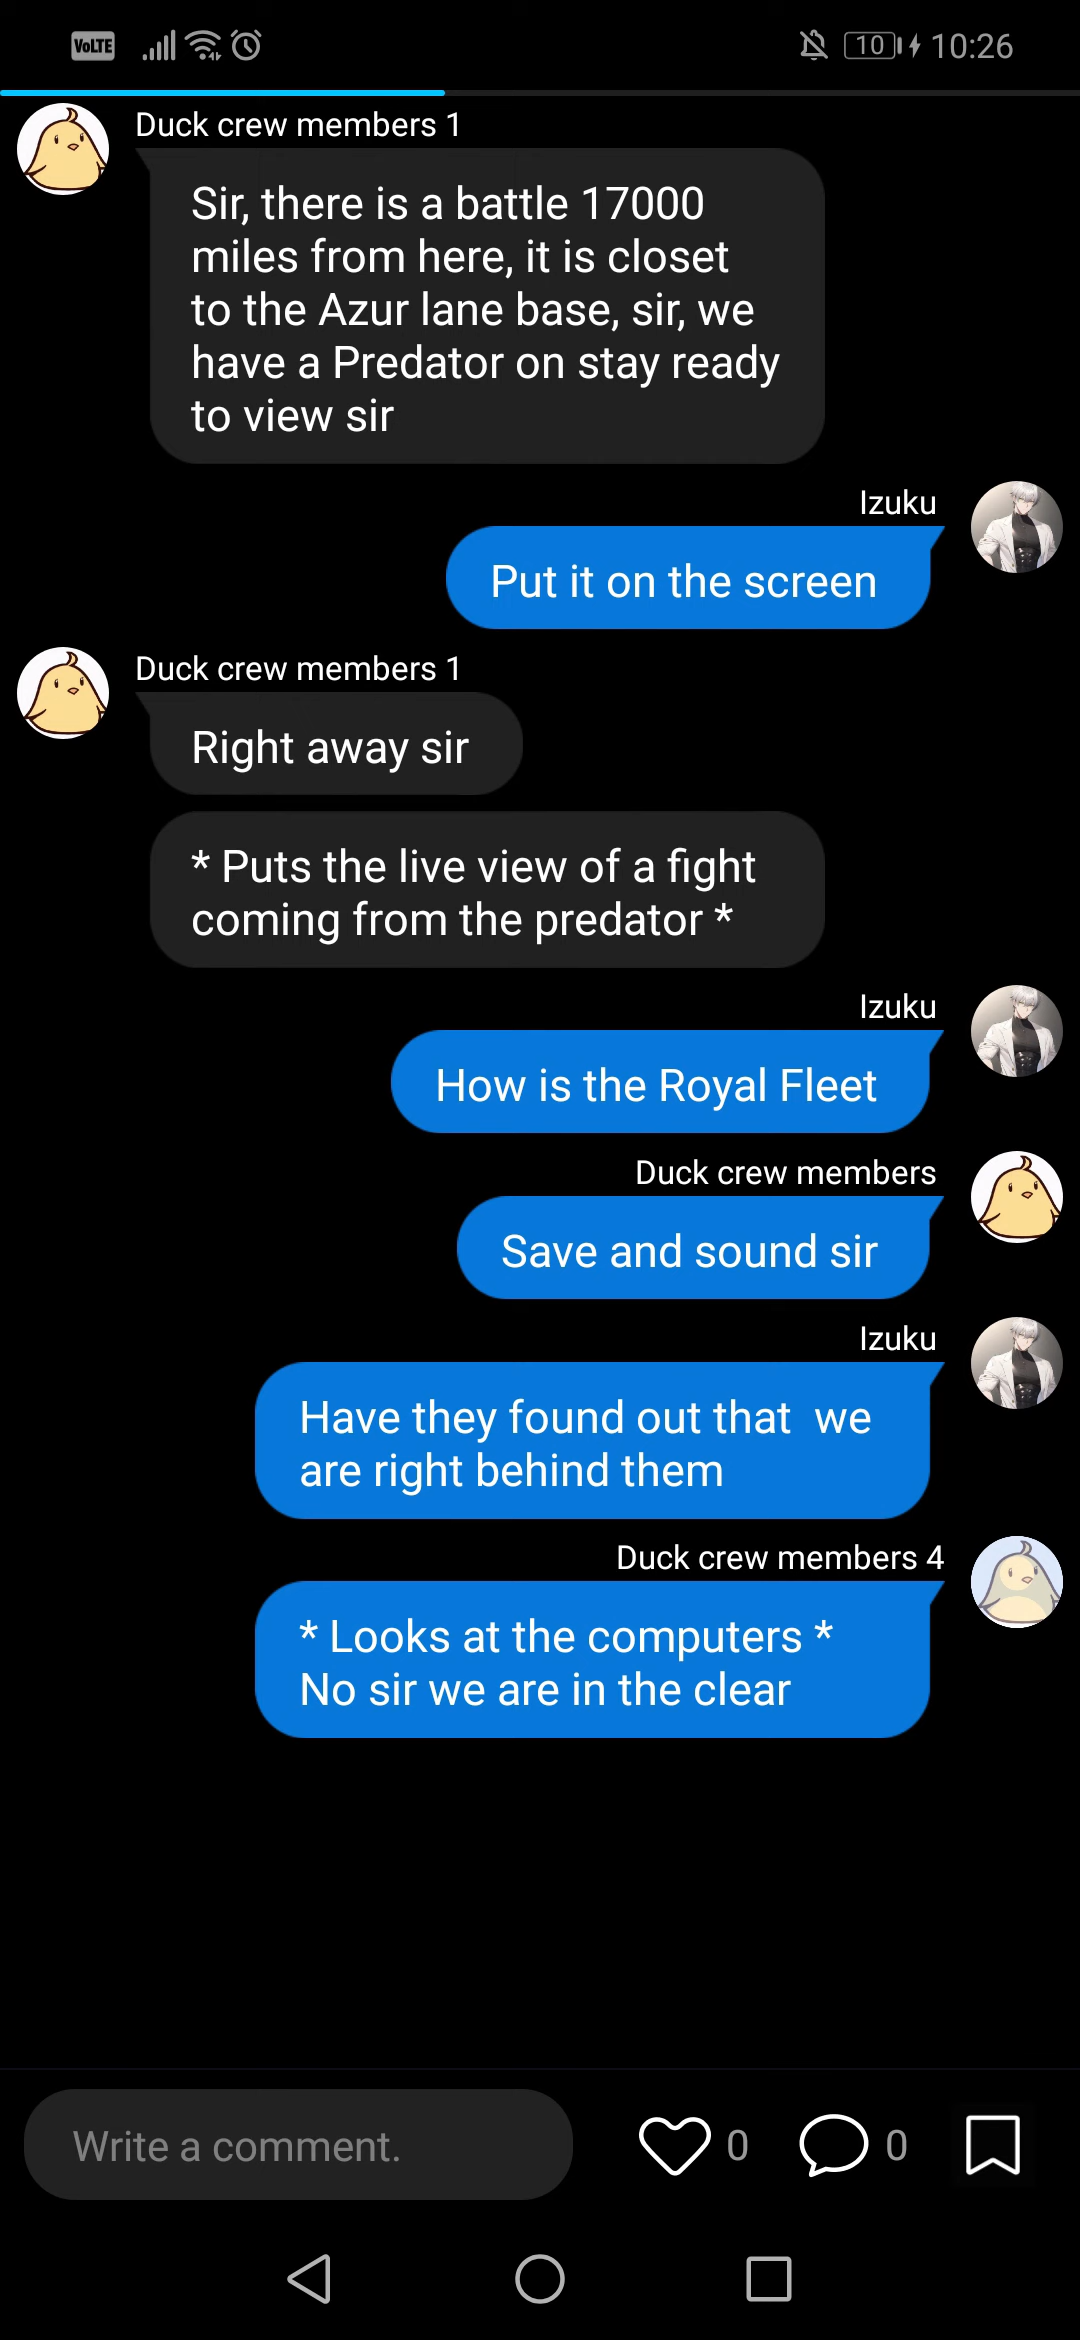 VoLTE 10 10:26
Duck crew members 1
Sir, there is a battle 17000
miles from here, it is closet
to the Azur lane base, sir, we
have a Predator on stay ready
to view sir
Izuku
Put it on the screen
Duck crew members 1
Right away sir
* Puts the live view of a fight
coming from the predator *
Izuku
How is the Royal Fleet
Duck crew members
Save and sound sir
Izuku
Have they found out that  we
are right behind them
Duck crew members 4
* Looks at the computers *
No sir we are in the clear
Write a comment. 0 0